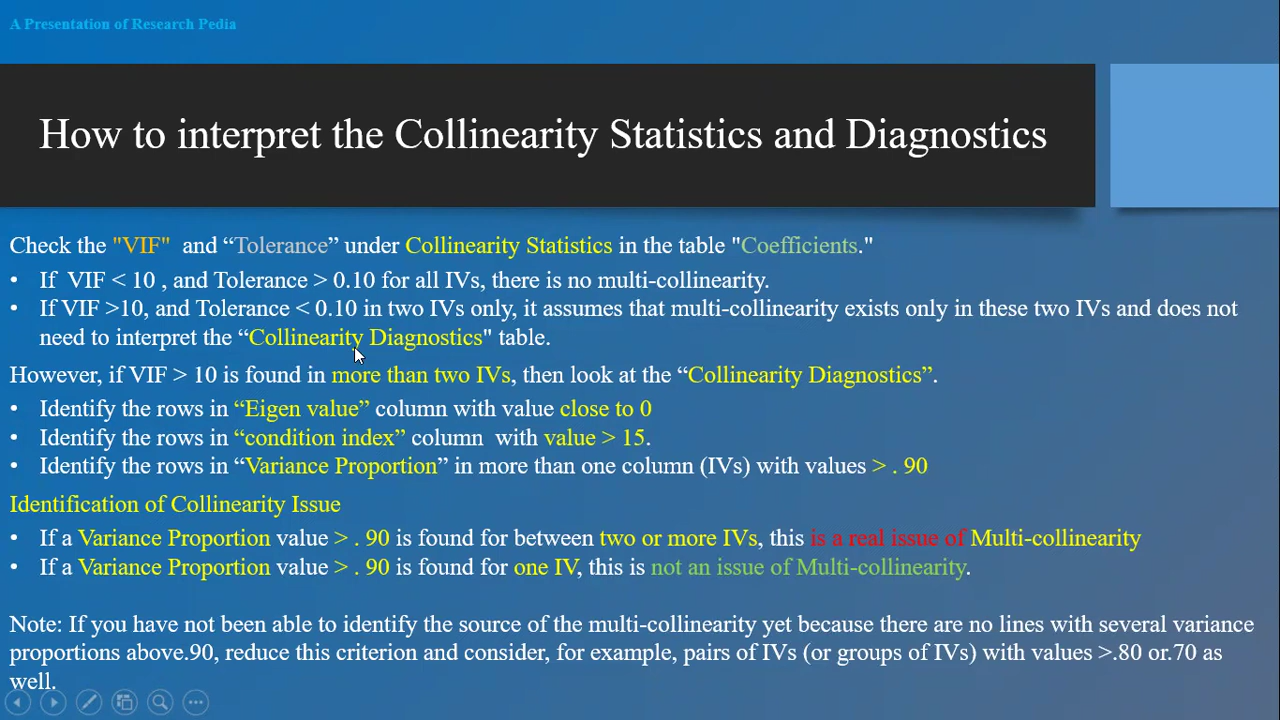 A Presentation of Research Pedia
How to interpret the Collinearity Statistics and Diagnostics
Check the "VIF"  and “Tolerance” under Collinearity Statistics in the table "Coefficients."
• If  VIF < 10 , and Tolerance > 0.10 for all IVs, there is no multi-collinearity.
• If VIF >10, and Tolerance < 0.10 in two IVs only, it assumes that multi-collinearity exists only in these two IVs and does not
need to interpret the “Collinearity Diagnostics" table.
However, if VIF > 10 is found in more than two IVs, then look at the “Collinearity Diagnostics”.
• Identify the rows in “Eigen value” column with value close to 0
• Identify the rows in “condition index” column  with value > 15.
• Identify the rows in “Variance Proportion” in more than one column (IVs) with values > . 90
Identification of Collinearity Issue
• If a Variance Proportion value > . 90 is found for between two or more IVs, this is a real issue of Multi-collinearity
• If a Variance Proportion value > . 90 is found for one IV, this is not an issue of Multi-collinearity.
Note: If you have not been able to identify the source of the multi-collinearity yet because there are no lines with several variance
proportions above.90, reduce this criterion and consider, for example, pairs of IVs (or groups of IVs) with values >.80 or.70 as
well.